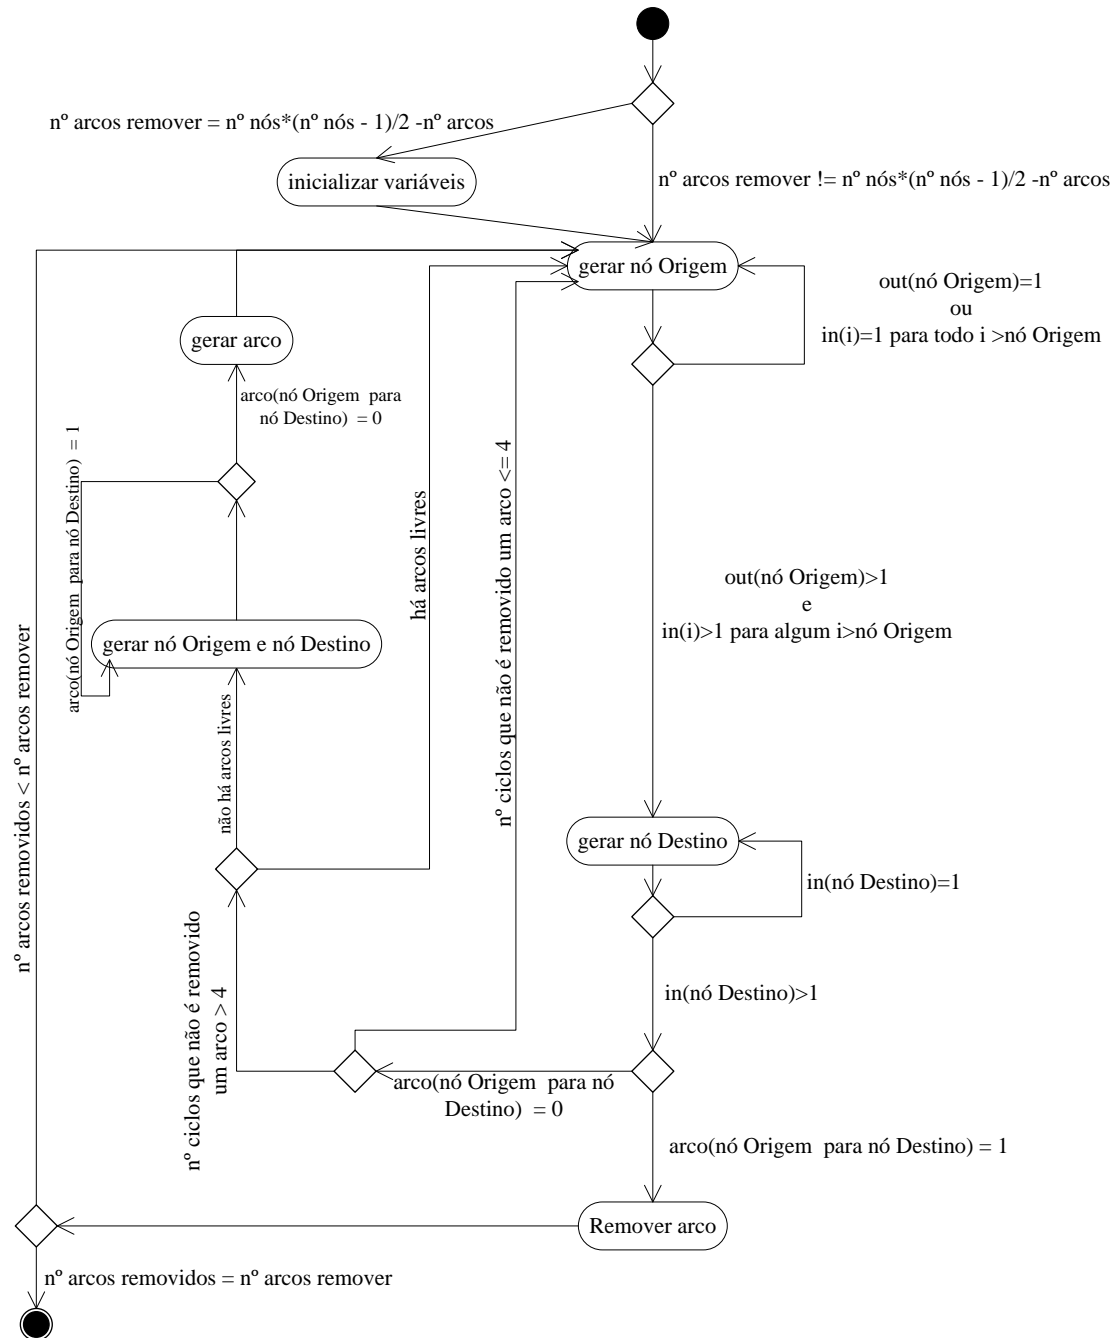 nº arcos remover = nº nós*(nº nós - 1)/2 -nº arcos
inicializar variáveis
nº arcos remover != nº nós*(nº nós - 1)/2 -nº arcos
gerar nó Origem
out(nó Origem)=1
ou
in(i)=1 para todo i >nó Origem
gerar arco
arco(nó Origem para
nó Destino) = 0
arco(nó Origem para nó Destino) = 1
há arcos livres
nº ciclos que não é removido um arco <= 4
out(nó Origem)>1
e
in(i)>1 para algum i>nó Origem
gerar nó Origem e nó Destino
nº arcos removidos < nº arcos remover
não há arcos livres
gerar nó Destino
in(nó Destino)=1
nº ciclos que não é removido
um arco > 4
in(nó Destino)>1
arco(nó Origem para nó
Destino) = 0
arco(nó Origem para nó Destino) = 1
Remover arco
nº arcos removidos = nº arcos remover